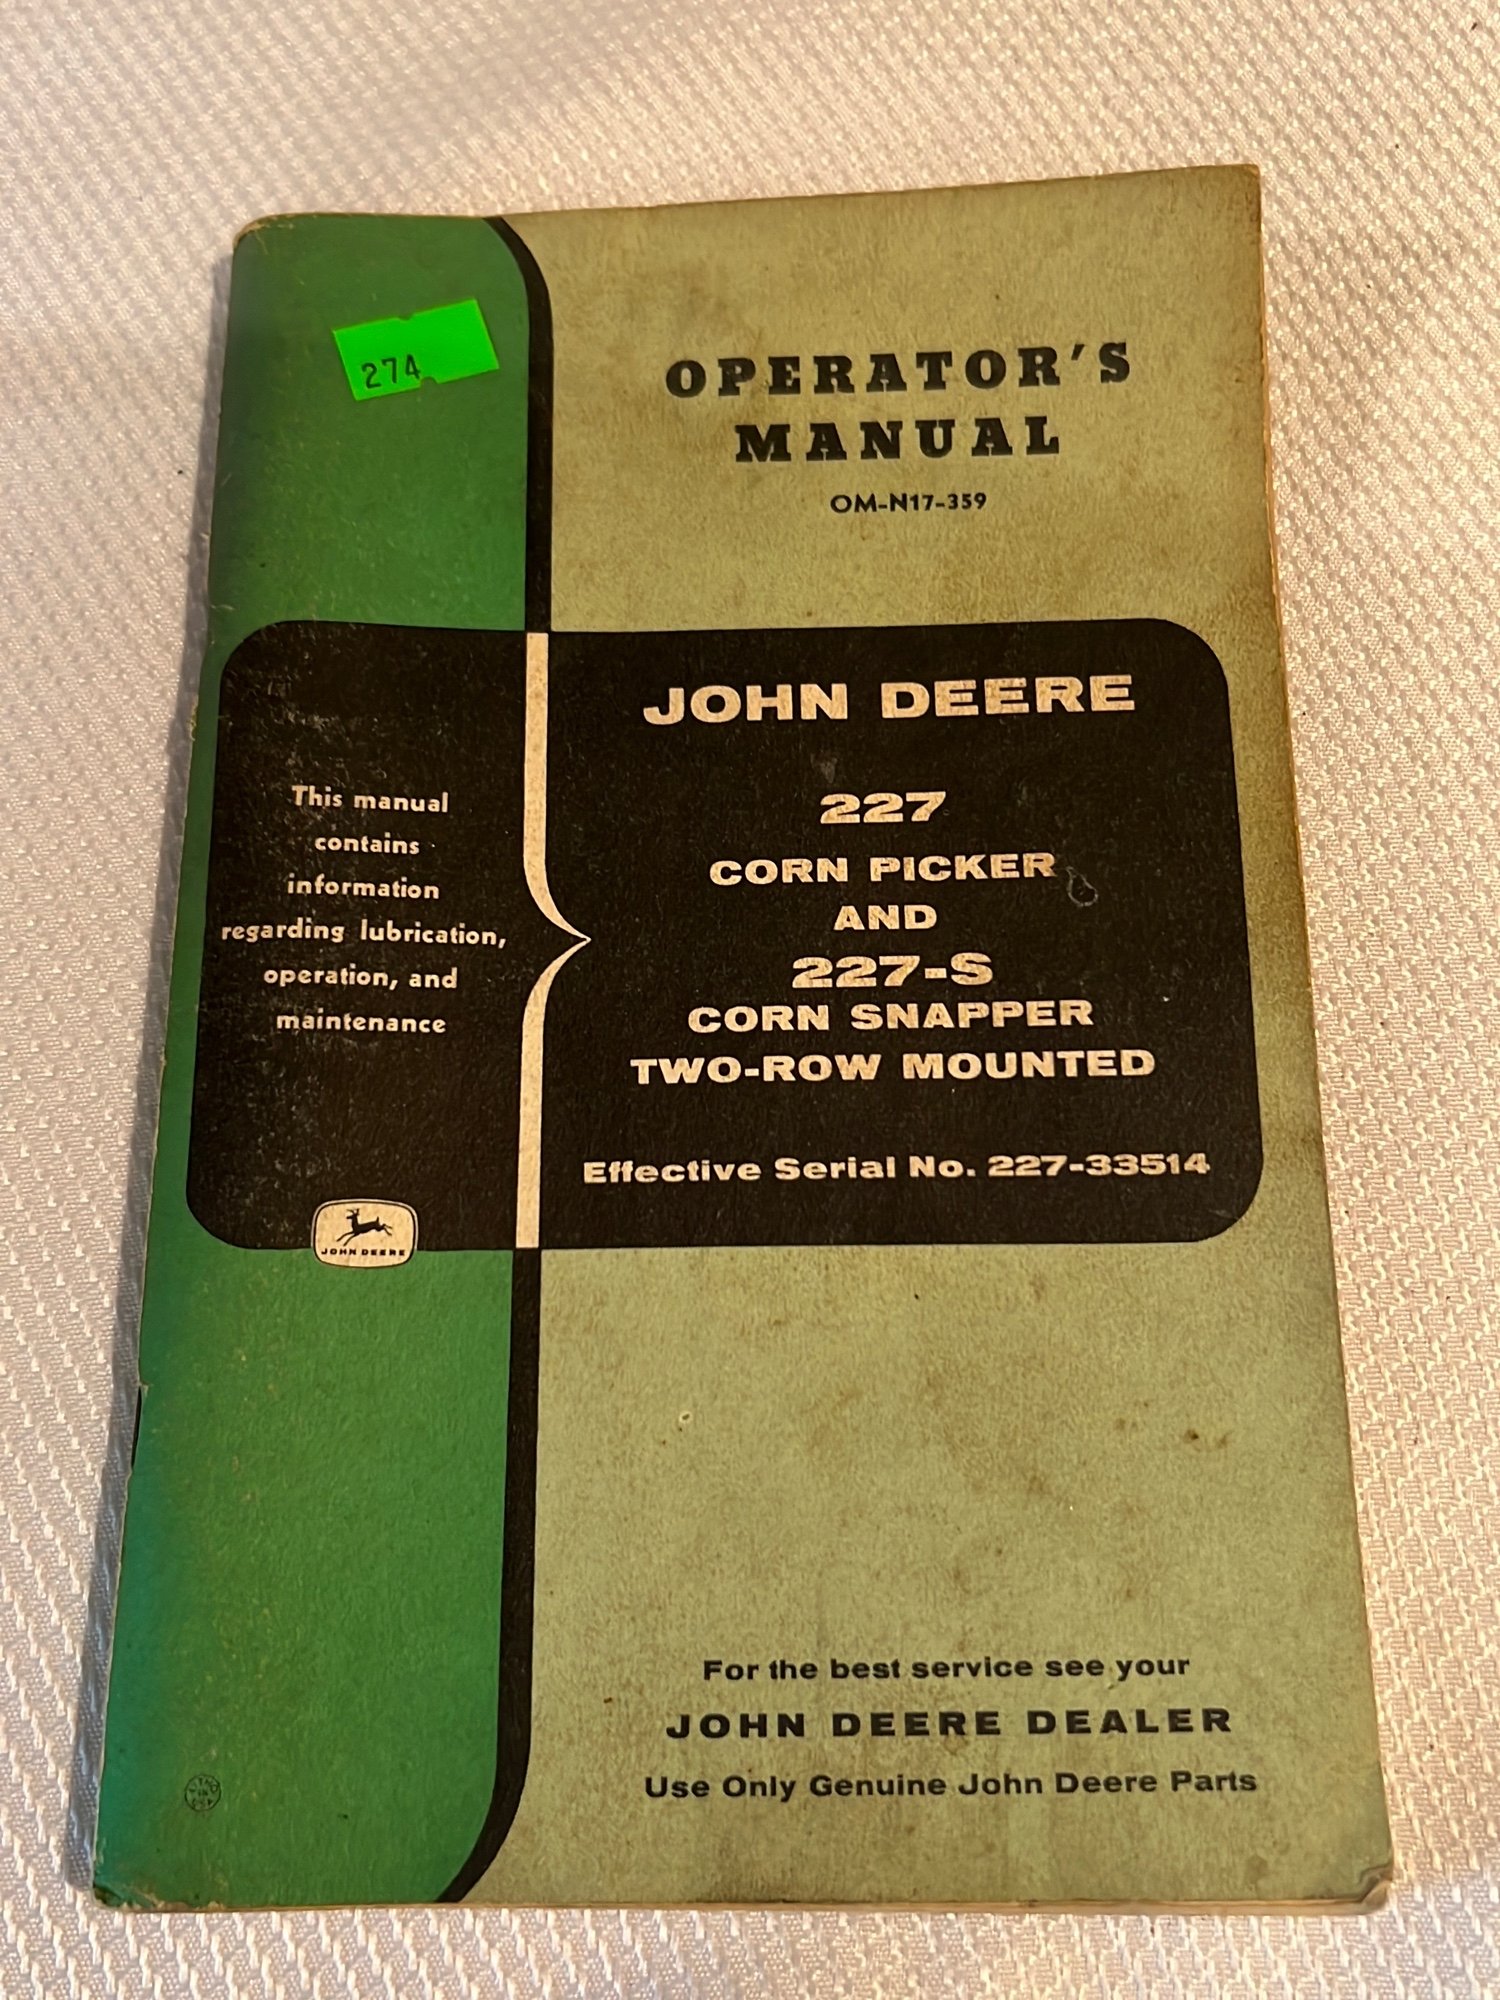 274
OPERATOR'S
MANUAL
OM-N17-359
This manual
contains
information
regarding lubrication,
operation, and
maintenance
JOHN DEERE
JOHN DEERE
227
CORN PICKER
AND
227-S
CORN SNAPPER
TWO-ROW MOUNTED
Effective Serial No. 227-33514
For the best service see your
JOHN DEERE DEALER
Use Only Genuine John Deere Parts